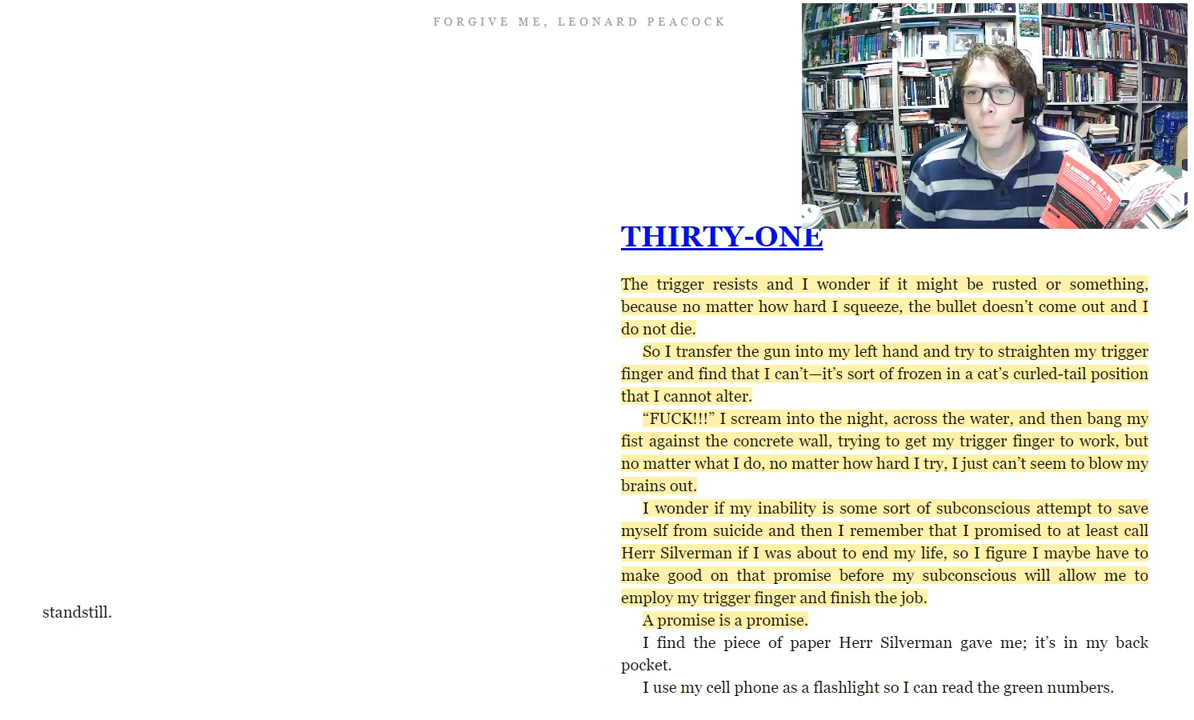 FORGIVE ME, LEONARD PEACOCK
standstill.
THIRTY-ONE
The trigger resists and I wonder if it might be rusted or something,
because no matter how hard I squeeze, the bullet doesn’t come out and I
do not die.
So I transfer the gun into my left hand and try to straighten my trigger
finger and find that I can’t—it’s sort of frozen in a cat’s curled-tail position
that I cannot alter.
“FUCK!!!” I scream into the night, across the water, and then bang my
fist against the concrete wall, trying to get my trigger finger to work, but
no matter what I do, no matter how hard I try, I just can’t seem to blow my
brains out.
I wonder if my inability is some sort of subconscious attempt to save
myself from suicide and then I remember that I promised to at least call
Herr Silverman if I was about to end my life, so I figure I maybe have to
make good on that promise before my subconscious will allow me to
employ my trigger finger and finish the job.
A promise is a promise.
I find the piece of paper Herr Silverman gave me; it’s in my back
pocket.
I use my cell phone as a flashlight so I can read the green numbers.